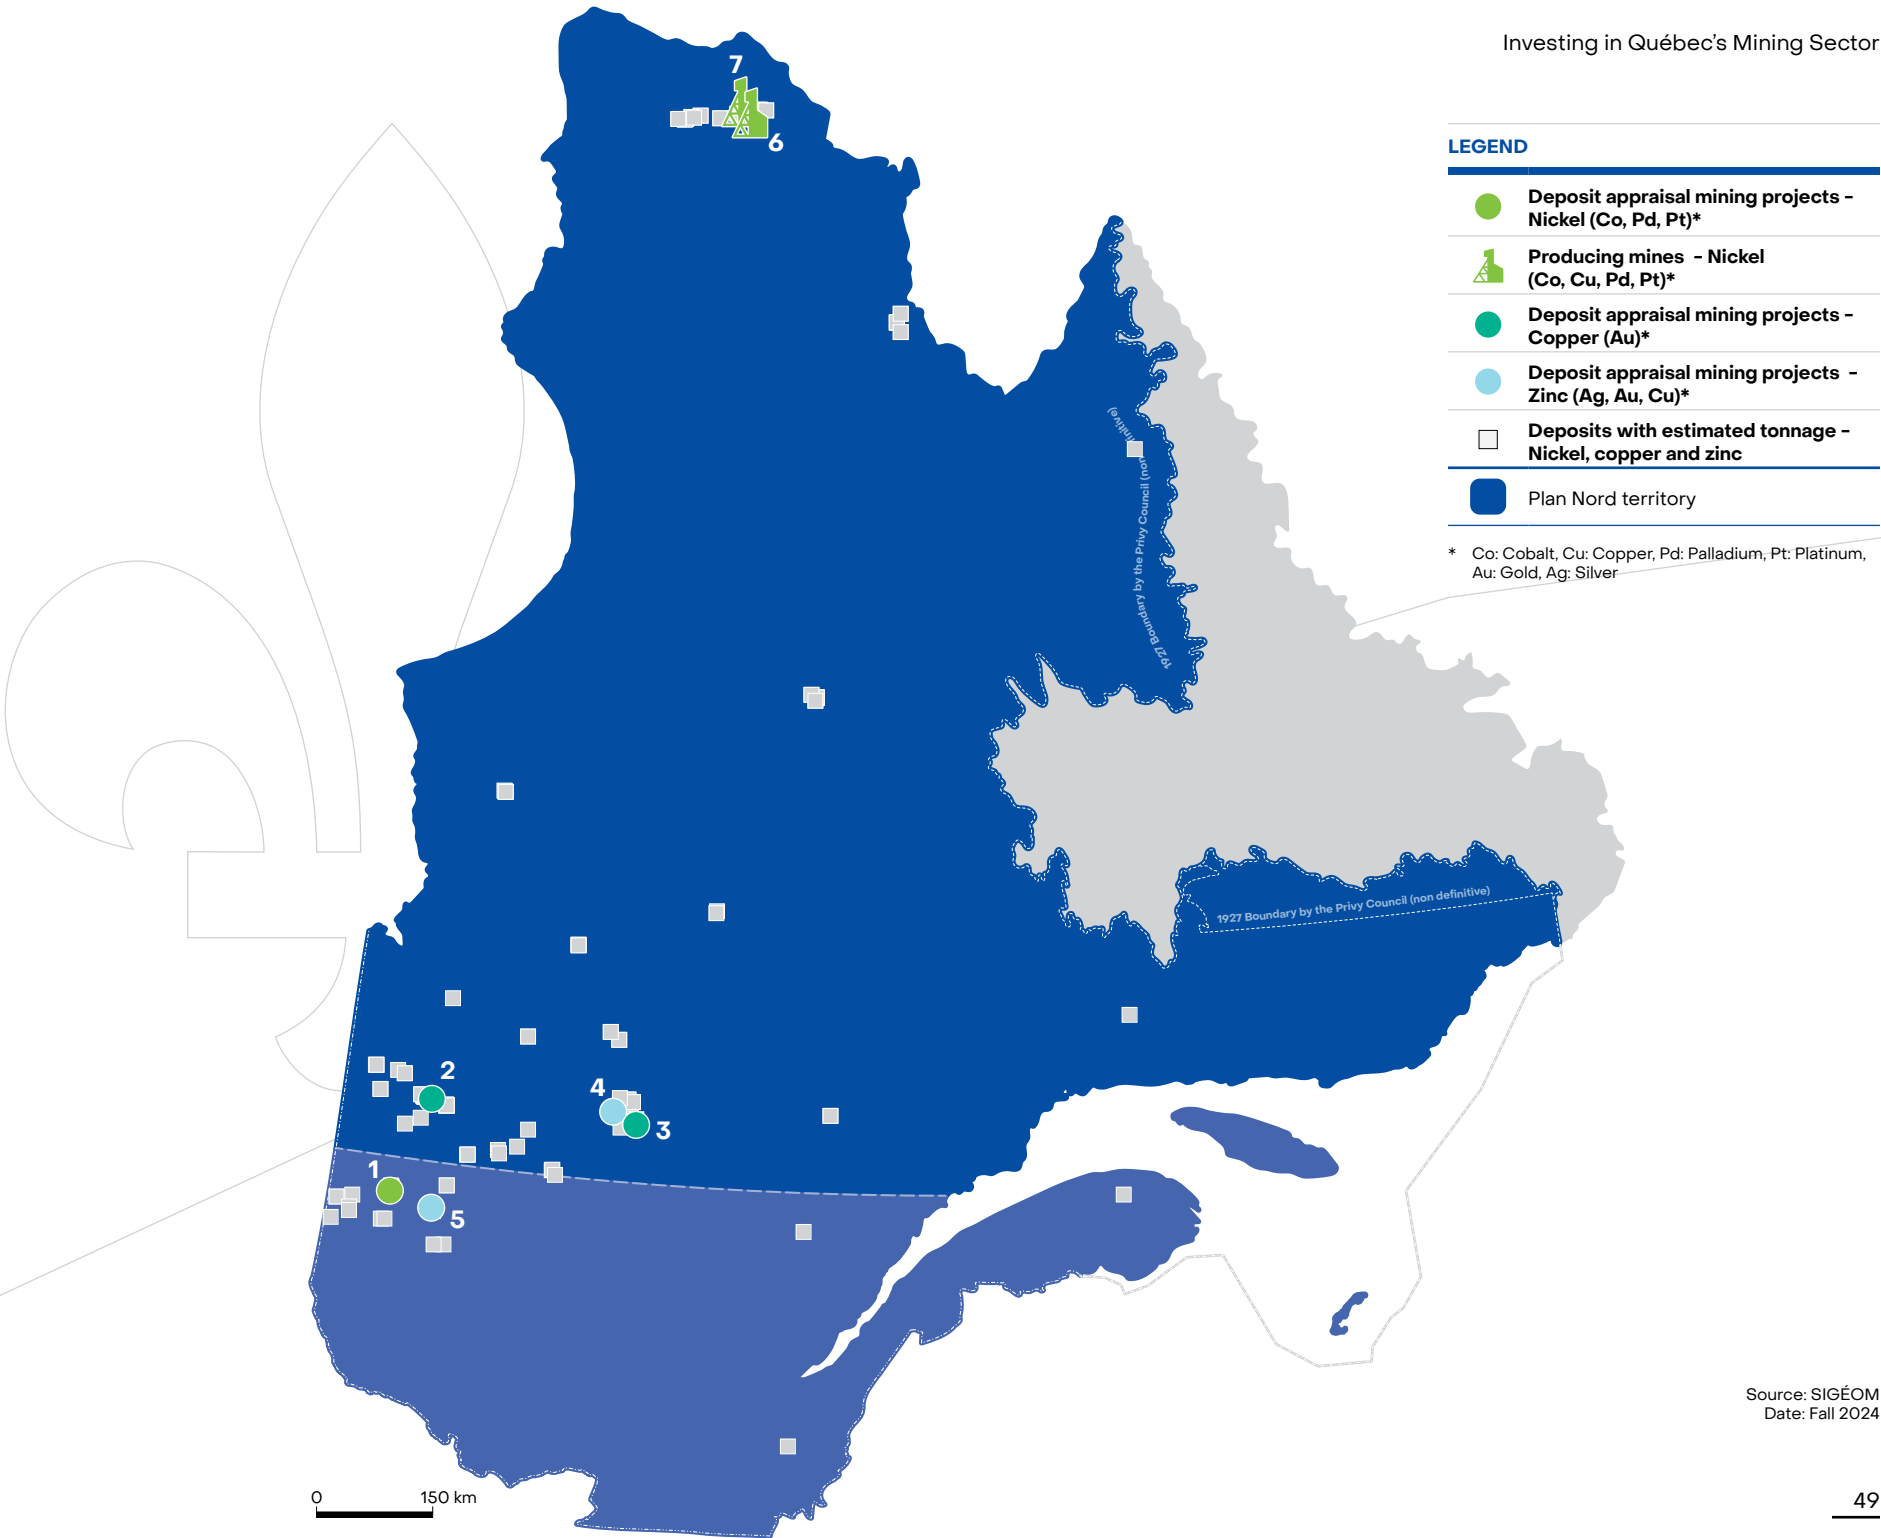 Investing in Québec's Mining Sector
LEGEND
Deposit appraisal mining projects –
Nickel (Co, Pd, Pt)*
Producing mines – Nickel
(Co, Cu, Pd, Pt)*
Deposit appraisal mining projects –
Copper (Au)*
Deposit appraisal mining projects –
Zinc (Ag, Au, Cu)*
Deposits with estimated tonnage –
Nickel, copper and zinc
Plan Nord territory
* Co: Cobalt, Cu: Copper, Pd: Palladium, Pt: Platinum,
Au: Gold, Ag: Silver
7
6
1927 Boundary by the Privy Council (non finitive)
1927 Boundary by the Privy Council (non definitive)
2
4
3
1
5
0 150 km
Source: SIGÉOM
Date: Fall 2024
49